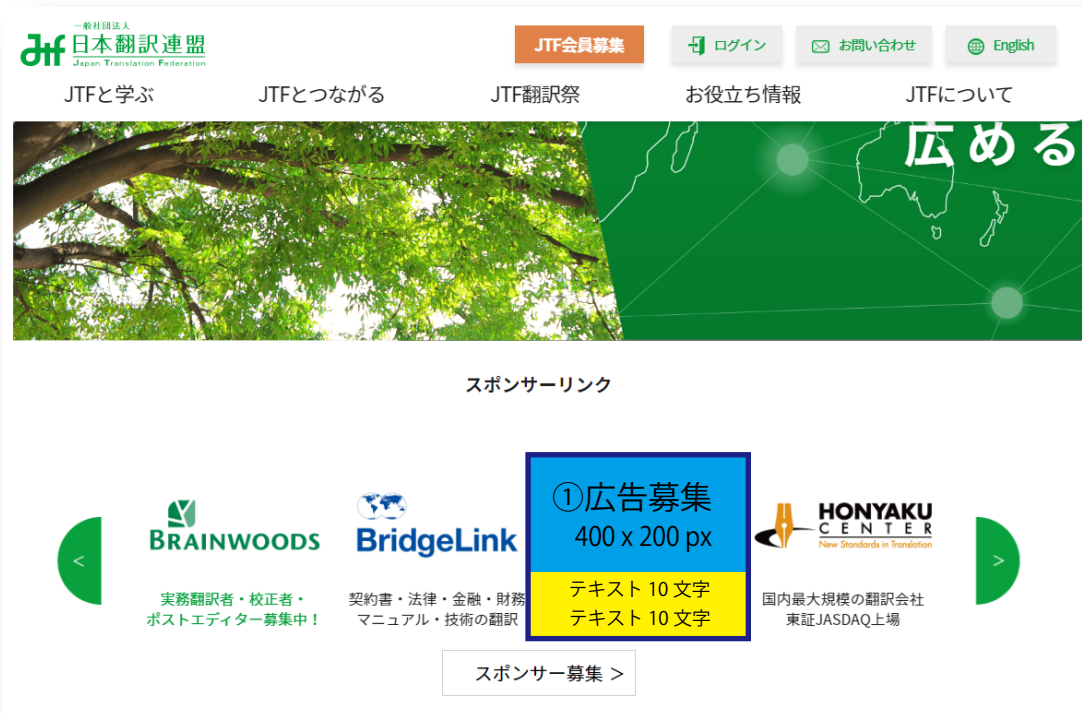 一般社団法人
Jtf 日本翻訳連盟
Japan Translation Federation
JTF会員募集
ログイン
お問い合わせ
English
JTFと学ぶ
JTFとつながる
JTF翻訳祭
お役立ち情報
JTFについて
広める
スポンサーリンク
<
BRAINWOODS
実務翻訳者・校正者・
ポストエディター募集中！
BridgeLink
契約書・法律・金融・財務
マニュアル・技術の翻訳
①広告募集
400 x 200 px
テキスト 10 文字
テキスト 10 文字
HONYAKU
CENTER
New Standards in Translation
国内最大規模の翻訳会社
東証JASDAQ上場
>
スポンサー募集 ＞